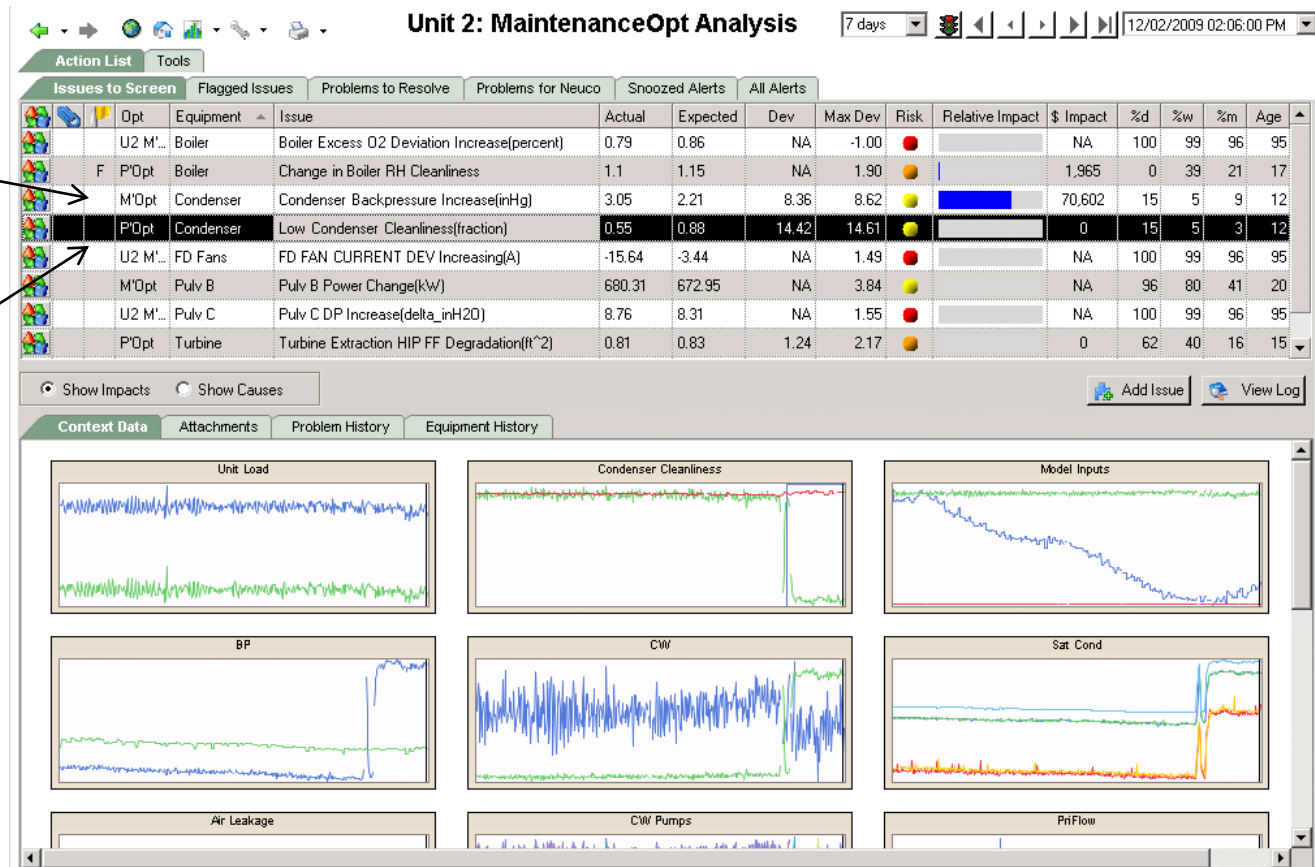 Unit 2: MaintenanceOpt Analysis
7 days
12/02/2009 02:06:00 PM
Action List Tools
Issues to Screen Flagged Issues Problems to Resolve Problems for Neuco Snoozed Alerts All Alerts
Opt Equipment Issue Actual Expected Dev Max Dev Risk Relative Impact $ Impact %d %w %m Age
U2 M'... Boiler Boiler Excess O2 Deviation Increase(percent) 0.79 0.86 NA -1.00 NA 100 99 96 95
F P'Opt Boiler Change in Boiler RH Cleanliness 1.1 1.15 NA 1.90 1,965 0 39 21 17
M'Opt Condenser Condenser Backpressure Increase(inHg) 3.05 2.21 8.36 8.62 70,602 15 5 9 12
P'Opt Condenser Low Condenser Cleanliness(fraction) 0.55 0.88 14.42 14.61 0 15 5 3 12
U2 M'... FD Fans FD FAN CURRENT DEV Increasing(A) -15.64 -3.44 NA 1.49 NA 100 99 96 95
M'Opt Pulv B Pulv B Power Change(kW) 680.31 672.95 NA 3.84 NA 96 80 41 20
U2 M'... Pulv C Pulv C DP Increase(delta_inH2O) 8.76 8.31 NA 1.55 NA 100 99 96 95
P'Opt Turbine Turbine Extraction HIP FF Degradation(ft^2) 0.81 0.83 1.24 2.17 0 62 40 16 15
Show Impacts Show Causes Add Issue View Log
Context Data Attachments Problem History Equipment History
Unit Load Condenser Cleanliness Model Inputs
BP CW Sat Cond
Air Leakage CW Pumps PriFlow